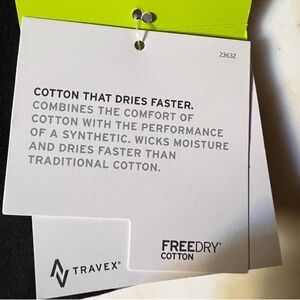 23632
COTTON THAT DRIES FASTER.
COMBINES THE COMFORT OF
COTTON WITH THE PERFORMANCE
OF A SYNTHETIC. WICKS MOISTURE
AND DRIES FASTER THAN
TRADITIONAL COTTON.
TRAVEX®
FREEDRY®
COTTON